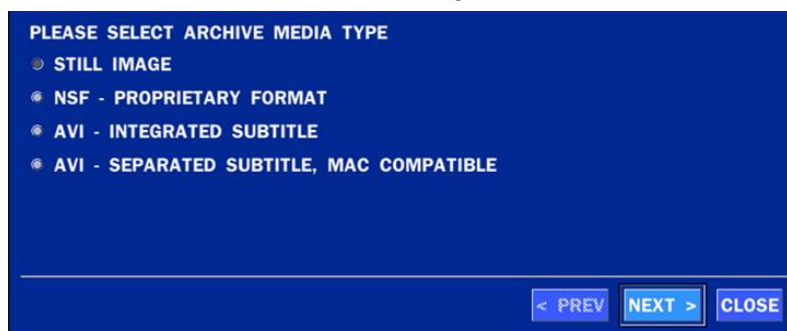 PLEASE SELECT ARCHIVE MEDIA TYPE
STILL IMAGE
NSF - PROPRIETARY FORMAT
AVI - INTEGRATED SUBTITLE
AVI - SEPARATED SUBTITLE, MAC COMPATIBLE
< PREV NEXT > CLOSE